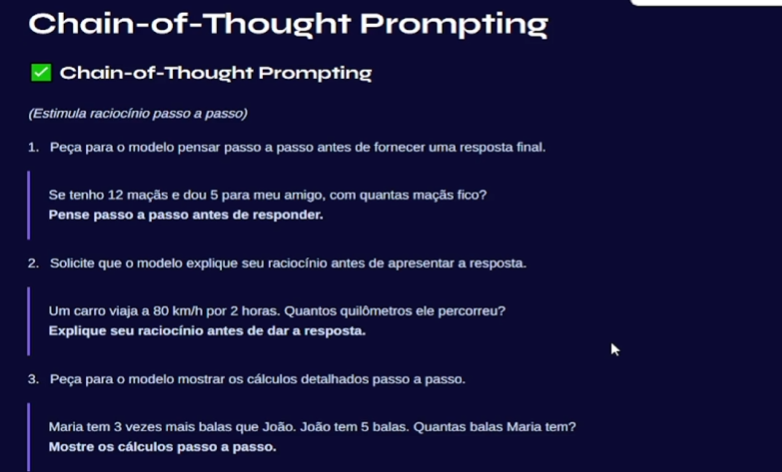 Chain-of-Thought Prompting
✅ Chain-of-Thought Prompting
(Estimula raciocínio passo a passo)
1. Peça para o modelo pensar passo a passo antes de fornecer uma resposta final.
Se tenho 12 maçãs e dou 5 para meu amigo, com quantas maçãs fico?
Pense passo a passo antes de responder.
2. Solicite que o modelo explique seu raciocínio antes de apresentar a resposta.
Um carro viaja a 80 km/h por 2 horas. Quantos quilômetros ele percorreu?
Explique seu raciocínio antes de dar a resposta.
3. Peça para o modelo mostrar os cálculos detalhados passo a passo.
Maria tem 3 vezes mais balas que João. João tem 5 balas. Quantas balas Maria tem?
Mostre os cálculos passo a passo.